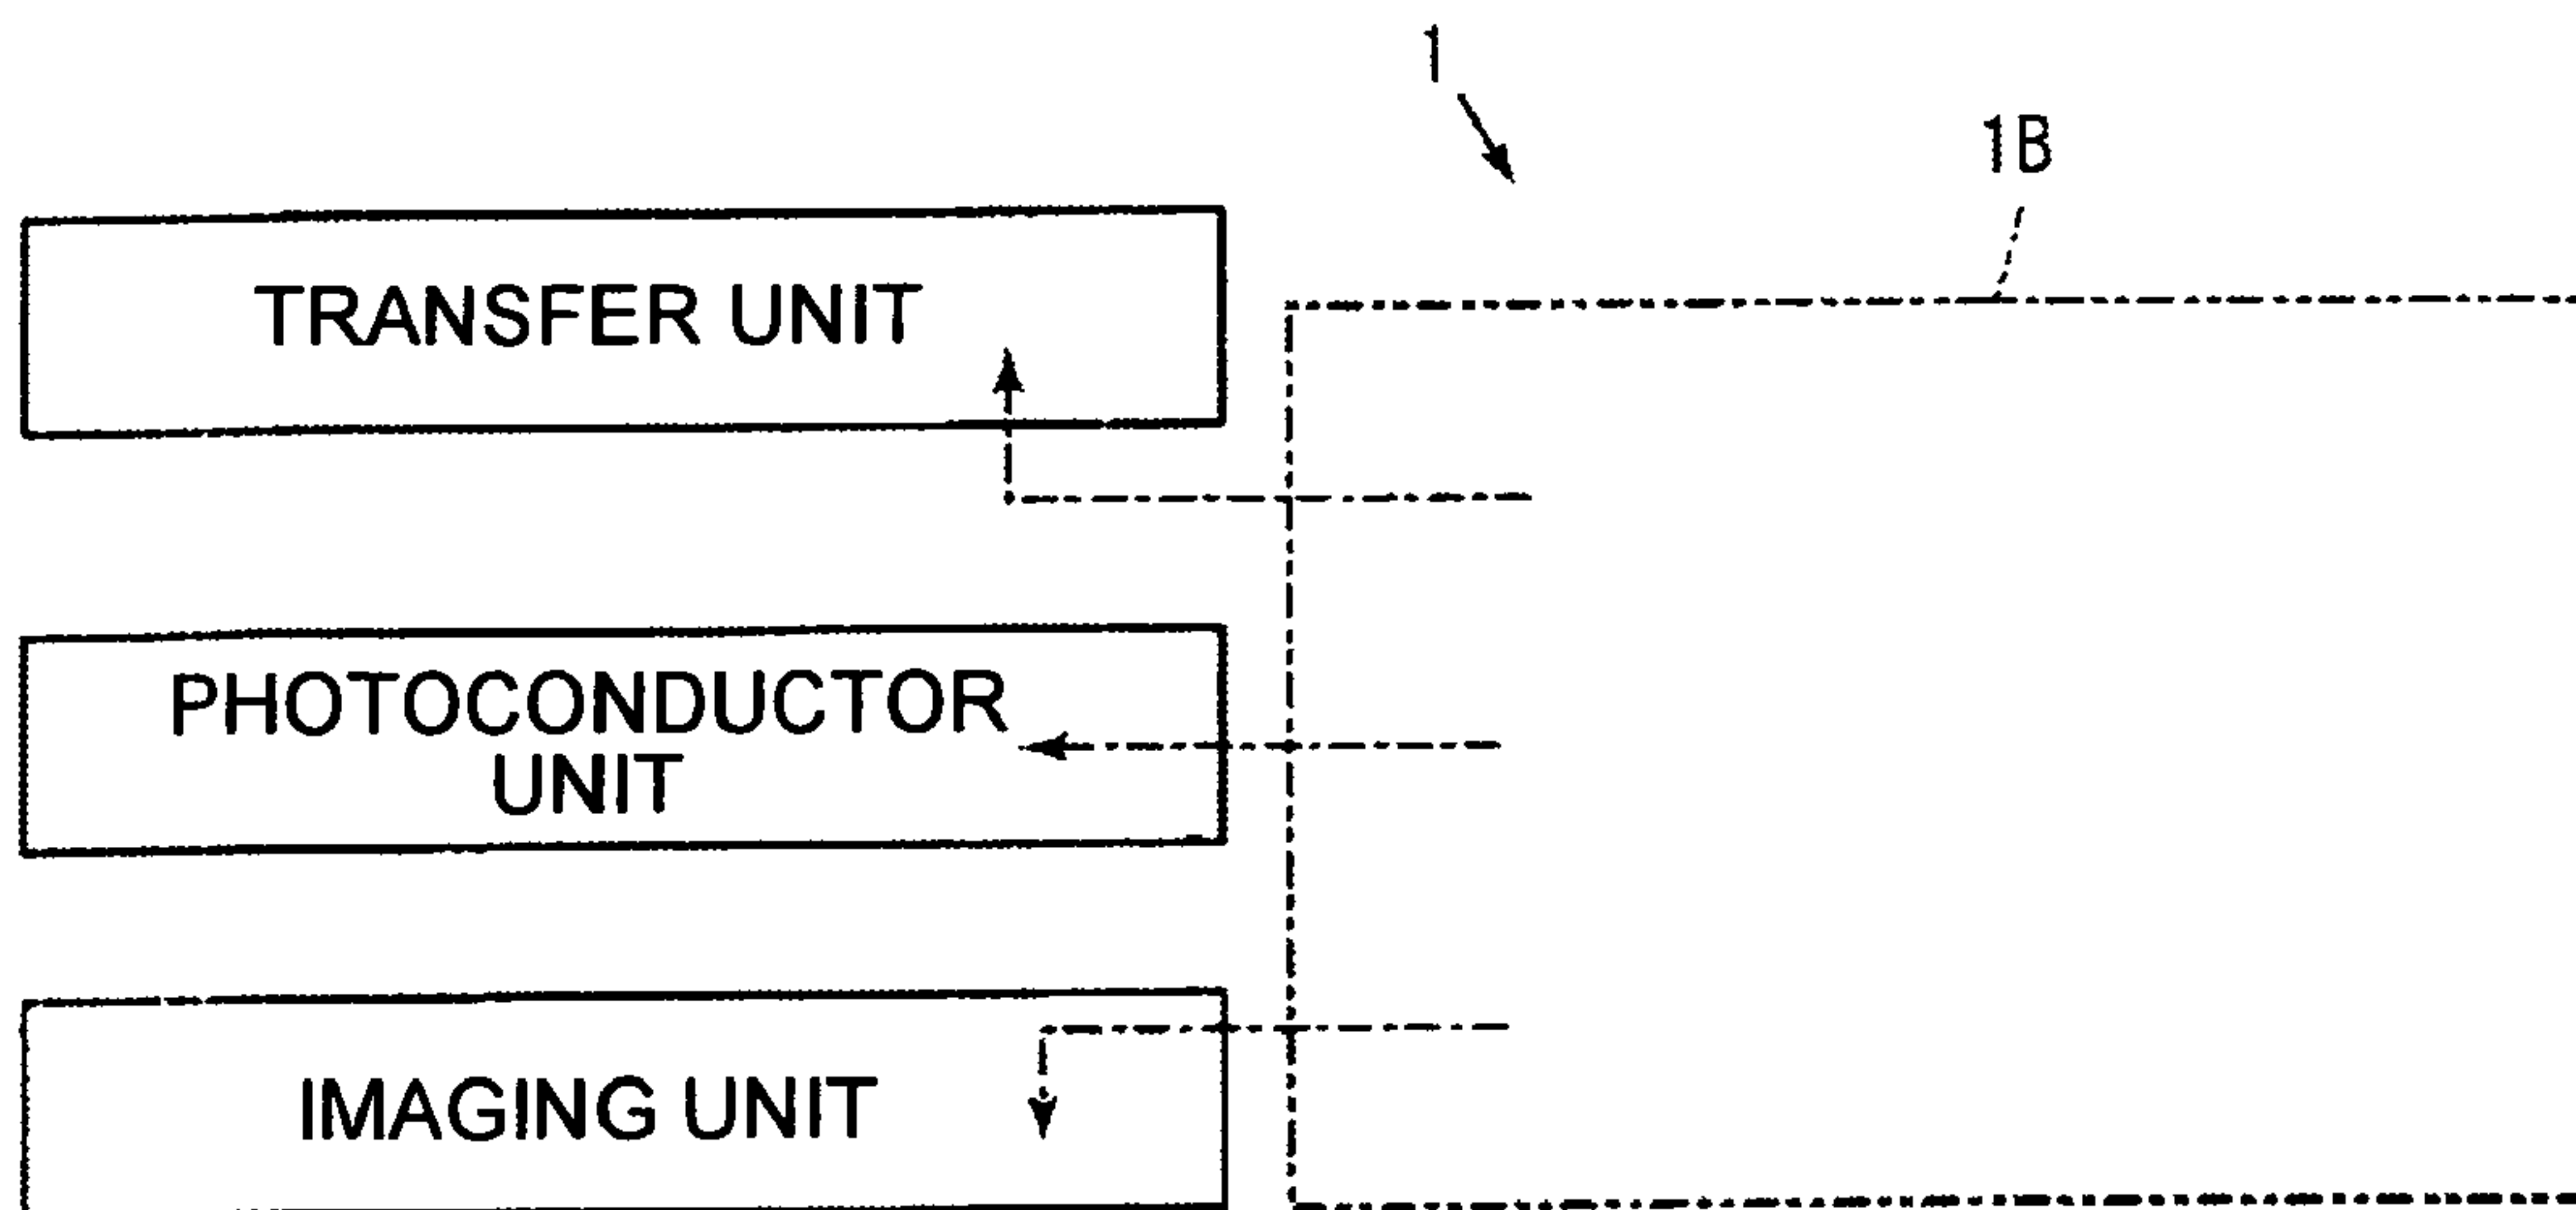 1
1B
TRANSFER UNIT
PHOTOCONDUCTOR
UNIT
IMAGING UNIT